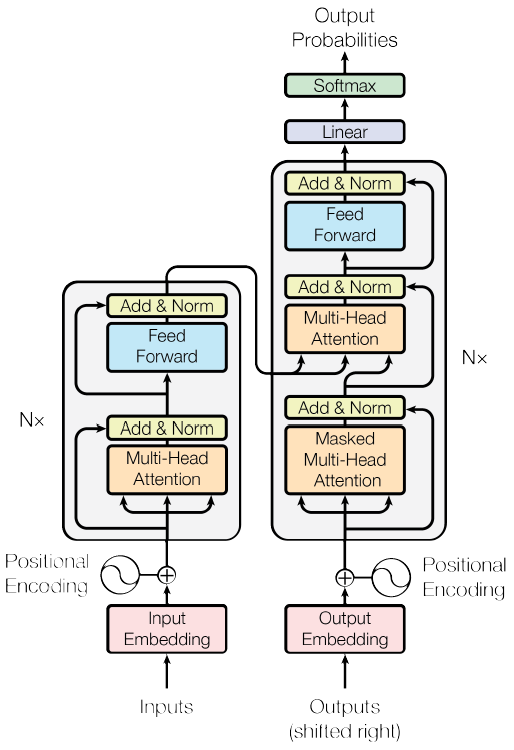 Output
Probabilities
Softmax
Linear
Add & Norm
Feed
Forward
Add & Norm
Multi-Head
Attention
Add & Norm
Masked
Multi-Head
Attention
Nx
Add & Norm
Feed
Forward
Add & Norm
Multi-Head
Attention
N×
Positional
Encoding
Positional
Encoding
Input
Embedding
Output
Embedding
Inputs
Outputs
(shifted right)